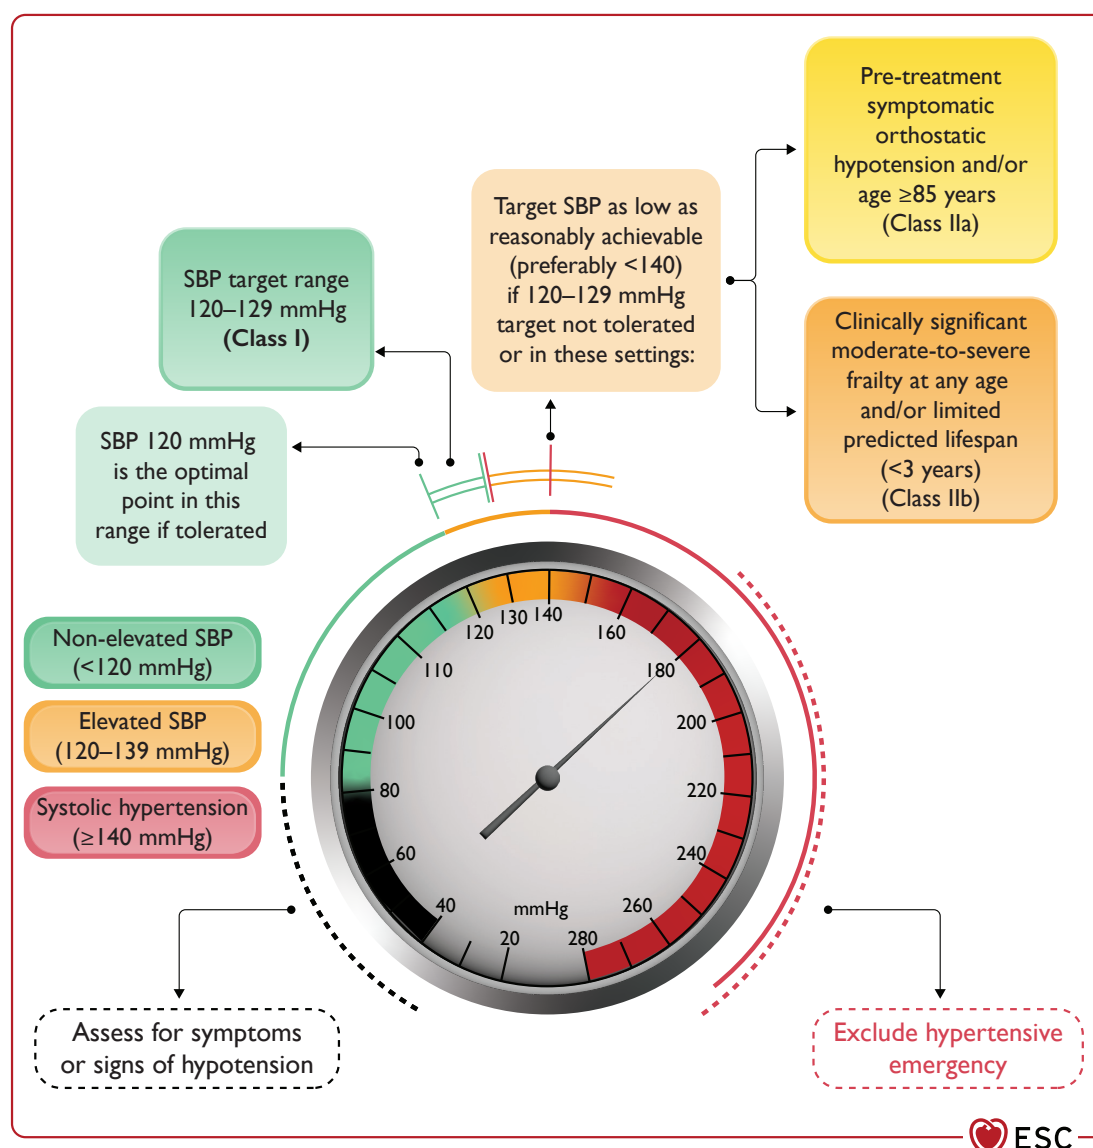 Pre-treatment
symptomatic
orthostatic
hypotension and/or
age ≥85 years
(Class IIa)
Target SBP as low as
reasonably achievable
(preferably <140)
if 120–129 mmHg
target not tolerated
or in these settings:
SBP target range
120–129 mmHg
(Class I)
Clinically significant
moderate-to-severe
frailty at any age
and/or limited
predicted lifespan
(<3 years)
(Class IIb)
SBP 120 mmHg
is the optimal
point in this
range if tolerated
Non-elevated SBP
(<120 mmHg)
Elevated SBP
(120–139 mmHg)
Systolic hypertension
(≥140 mmHg)
20
40
60
80
100
110
120
130
140
160
180
200
220
240
260
280
mmHg
Assess for symptoms
or signs of hypotension
Exclude hypertensive
emergency
ESC